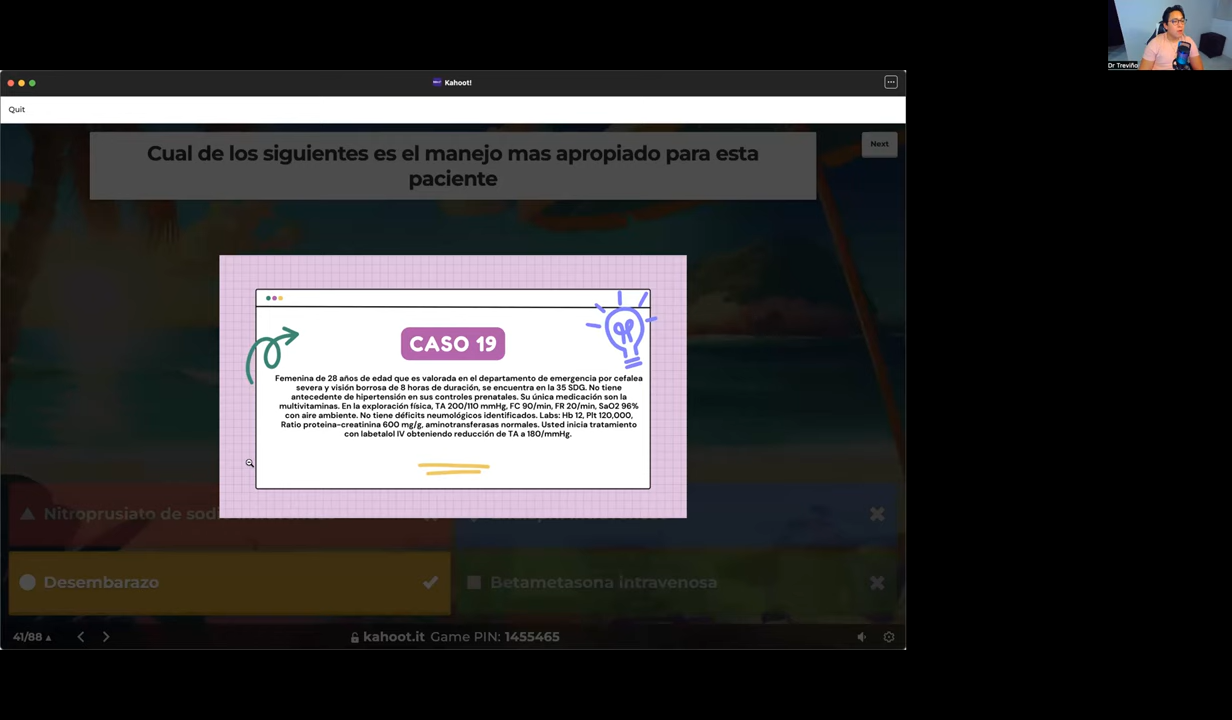 Dr Treviño
Kahoot!
Quit
Cual de los siguientes es el manejo mas apropiado para esta
paciente
Next
CASO 19
Femenina de 28 años de edad que es valorada en el departamento de emergencia por cefalea
severa y visión borrosa de 8 horas de duración, se encuentra en la 35 SDG. No tiene
antecedente de hipertensión en sus controles prenatales. Su única medicación son la
multivitaminas. En la exploración física, TA 200/110 mmHg, FC 90/min, FR 20/min, SaO2 96%
con aire ambiente. No tiene déficits neumológicos identificados. Labs: Hb 12, Plt 120,000,
Ratio proteina-creatinina 600 mg/g, aminotransferasas normales. Usted inicia tratamiento
con labetalol IV obteniendo reducción de TA a 180/mmHg.
Nitroprusiato de
Desembarazo
Betametasona intravenosa
41/88
kahoot.it Game PIN: 1455465